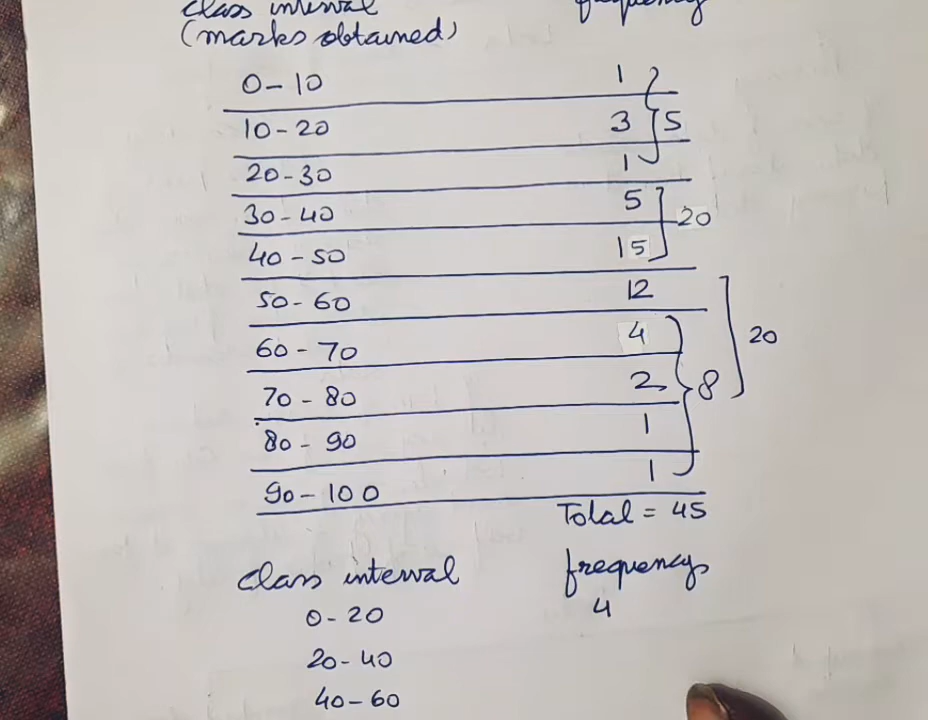 class interval frequency
(marks obtained)
0-10 1
10-20 3 5
20-30 1
30-40 5 20
40-50 15
50-60 12
60-70 4 20
70-80 2 8
80-90 1
90-100 1
Total = 45
class interval frequency
0-20 4
20-40
40-60